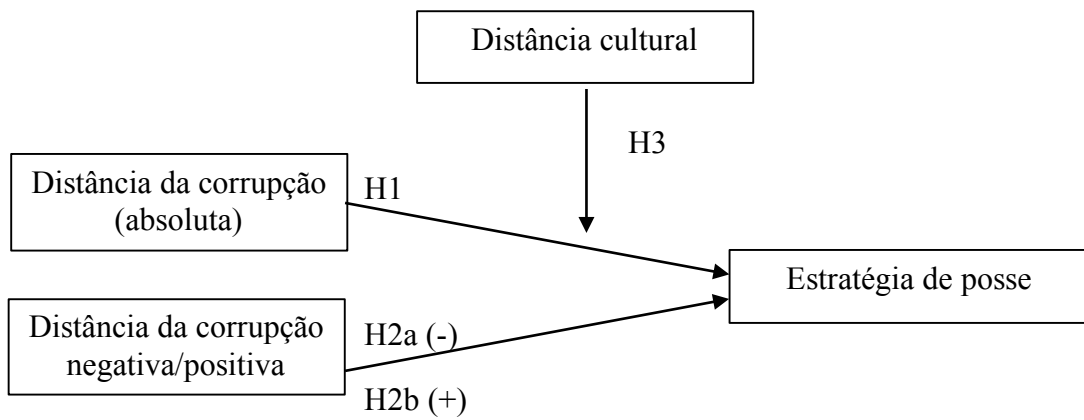 Distância cultural
H3
Distância da corrupção
(absoluta)
H1
Estratégia de posse
Distância da corrupção
negativa/positiva
H2a (-)
H2b (+)